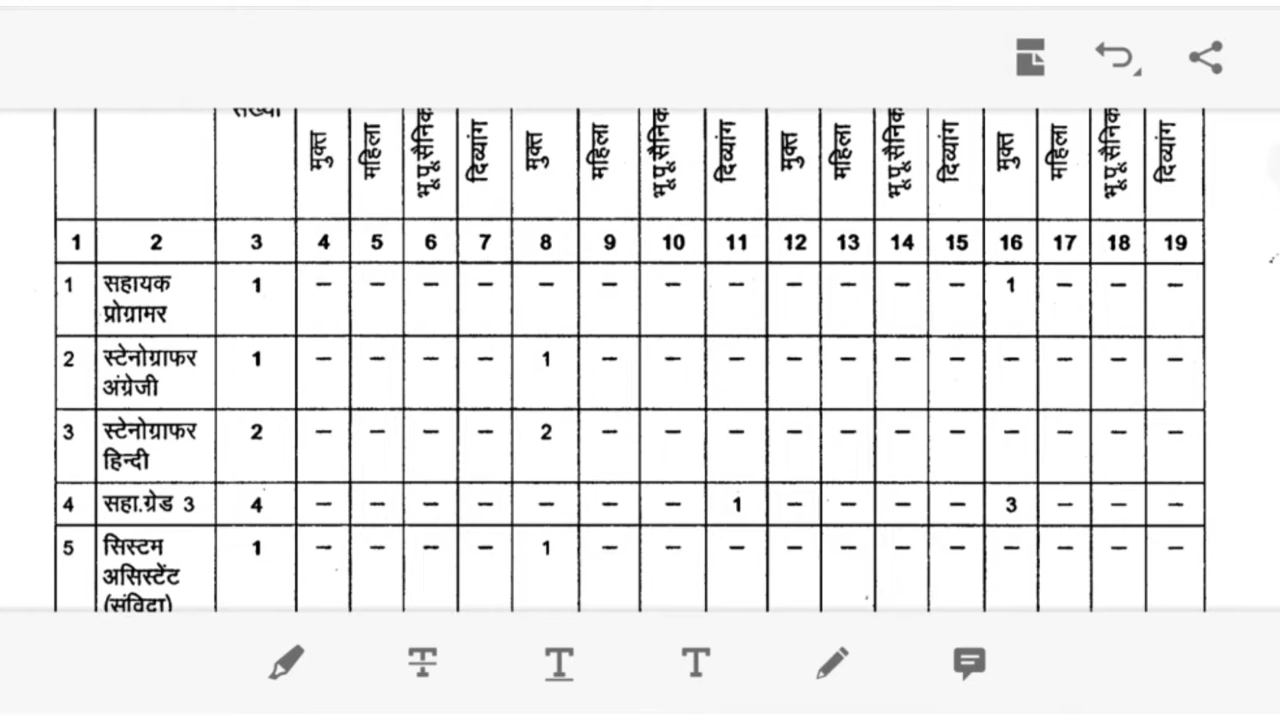 संख्या मुक्त महिला भू.पू.सैनिक दिव्यांग मुक्त महिला भू.पू.सैनिक दिव्यांग मुक्त महिला भू.पू.सैनिक दिव्यांग मुक्त महिला भू.पू.सैनिक दिव्यांग
1 2 3 4 5 6 7 8 9 10 11 12 13 14 15 16 17 18 19
1 सहायक 1 – – – – – – – – – – – – 1 – – –
प्रोग्रामर
2 स्टेनोग्राफर 1 – – – – 1 – – – – – – – – – – –
अंग्रेजी
3 स्टेनोग्राफर 2 – – – – 2 – – – – – – – – – – –
हिन्दी
4 सहा.ग्रेड 3 4 – – – – – – – 1 – – – – 3 – – –
5 सिस्टम 1 – – – – 1 – – – – – – – – – – –
असिस्टेंट
(संविदा)